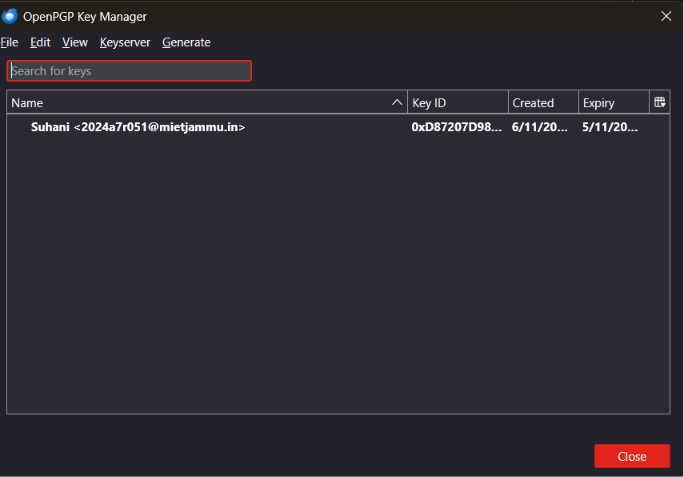 OpenPGP Key Manager
File Edit View Keyserver Generate
Search for keys
Name Key ID Created Expiry
Suhani <2024a7r051@mietjammu.in> 0xD87207D98... 6/11/20... 5/11/20...
Close